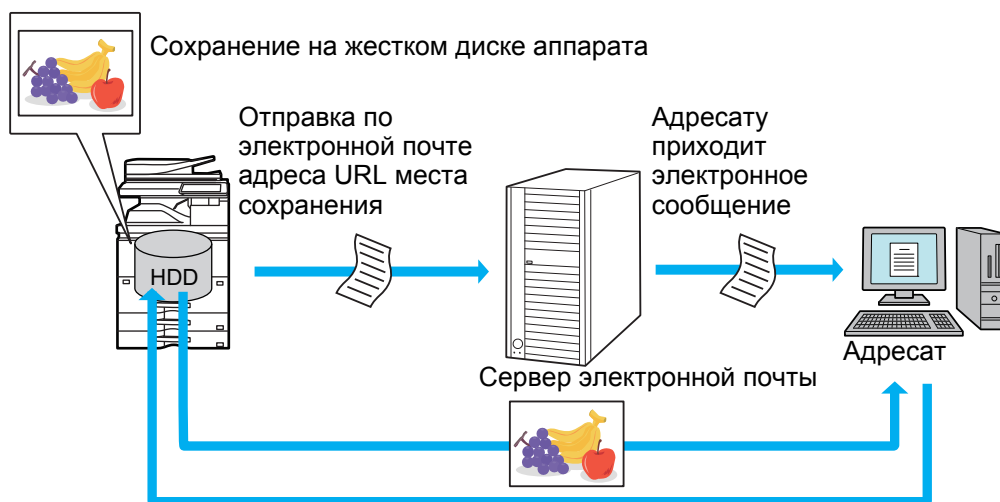 Сохранение на жестком диске аппарата
Отправка по
электронной почте
адреса URL места
сохранения
Адресату
приходит
электронное
сообщение
HDD
Адресат
Сервер электронной почты